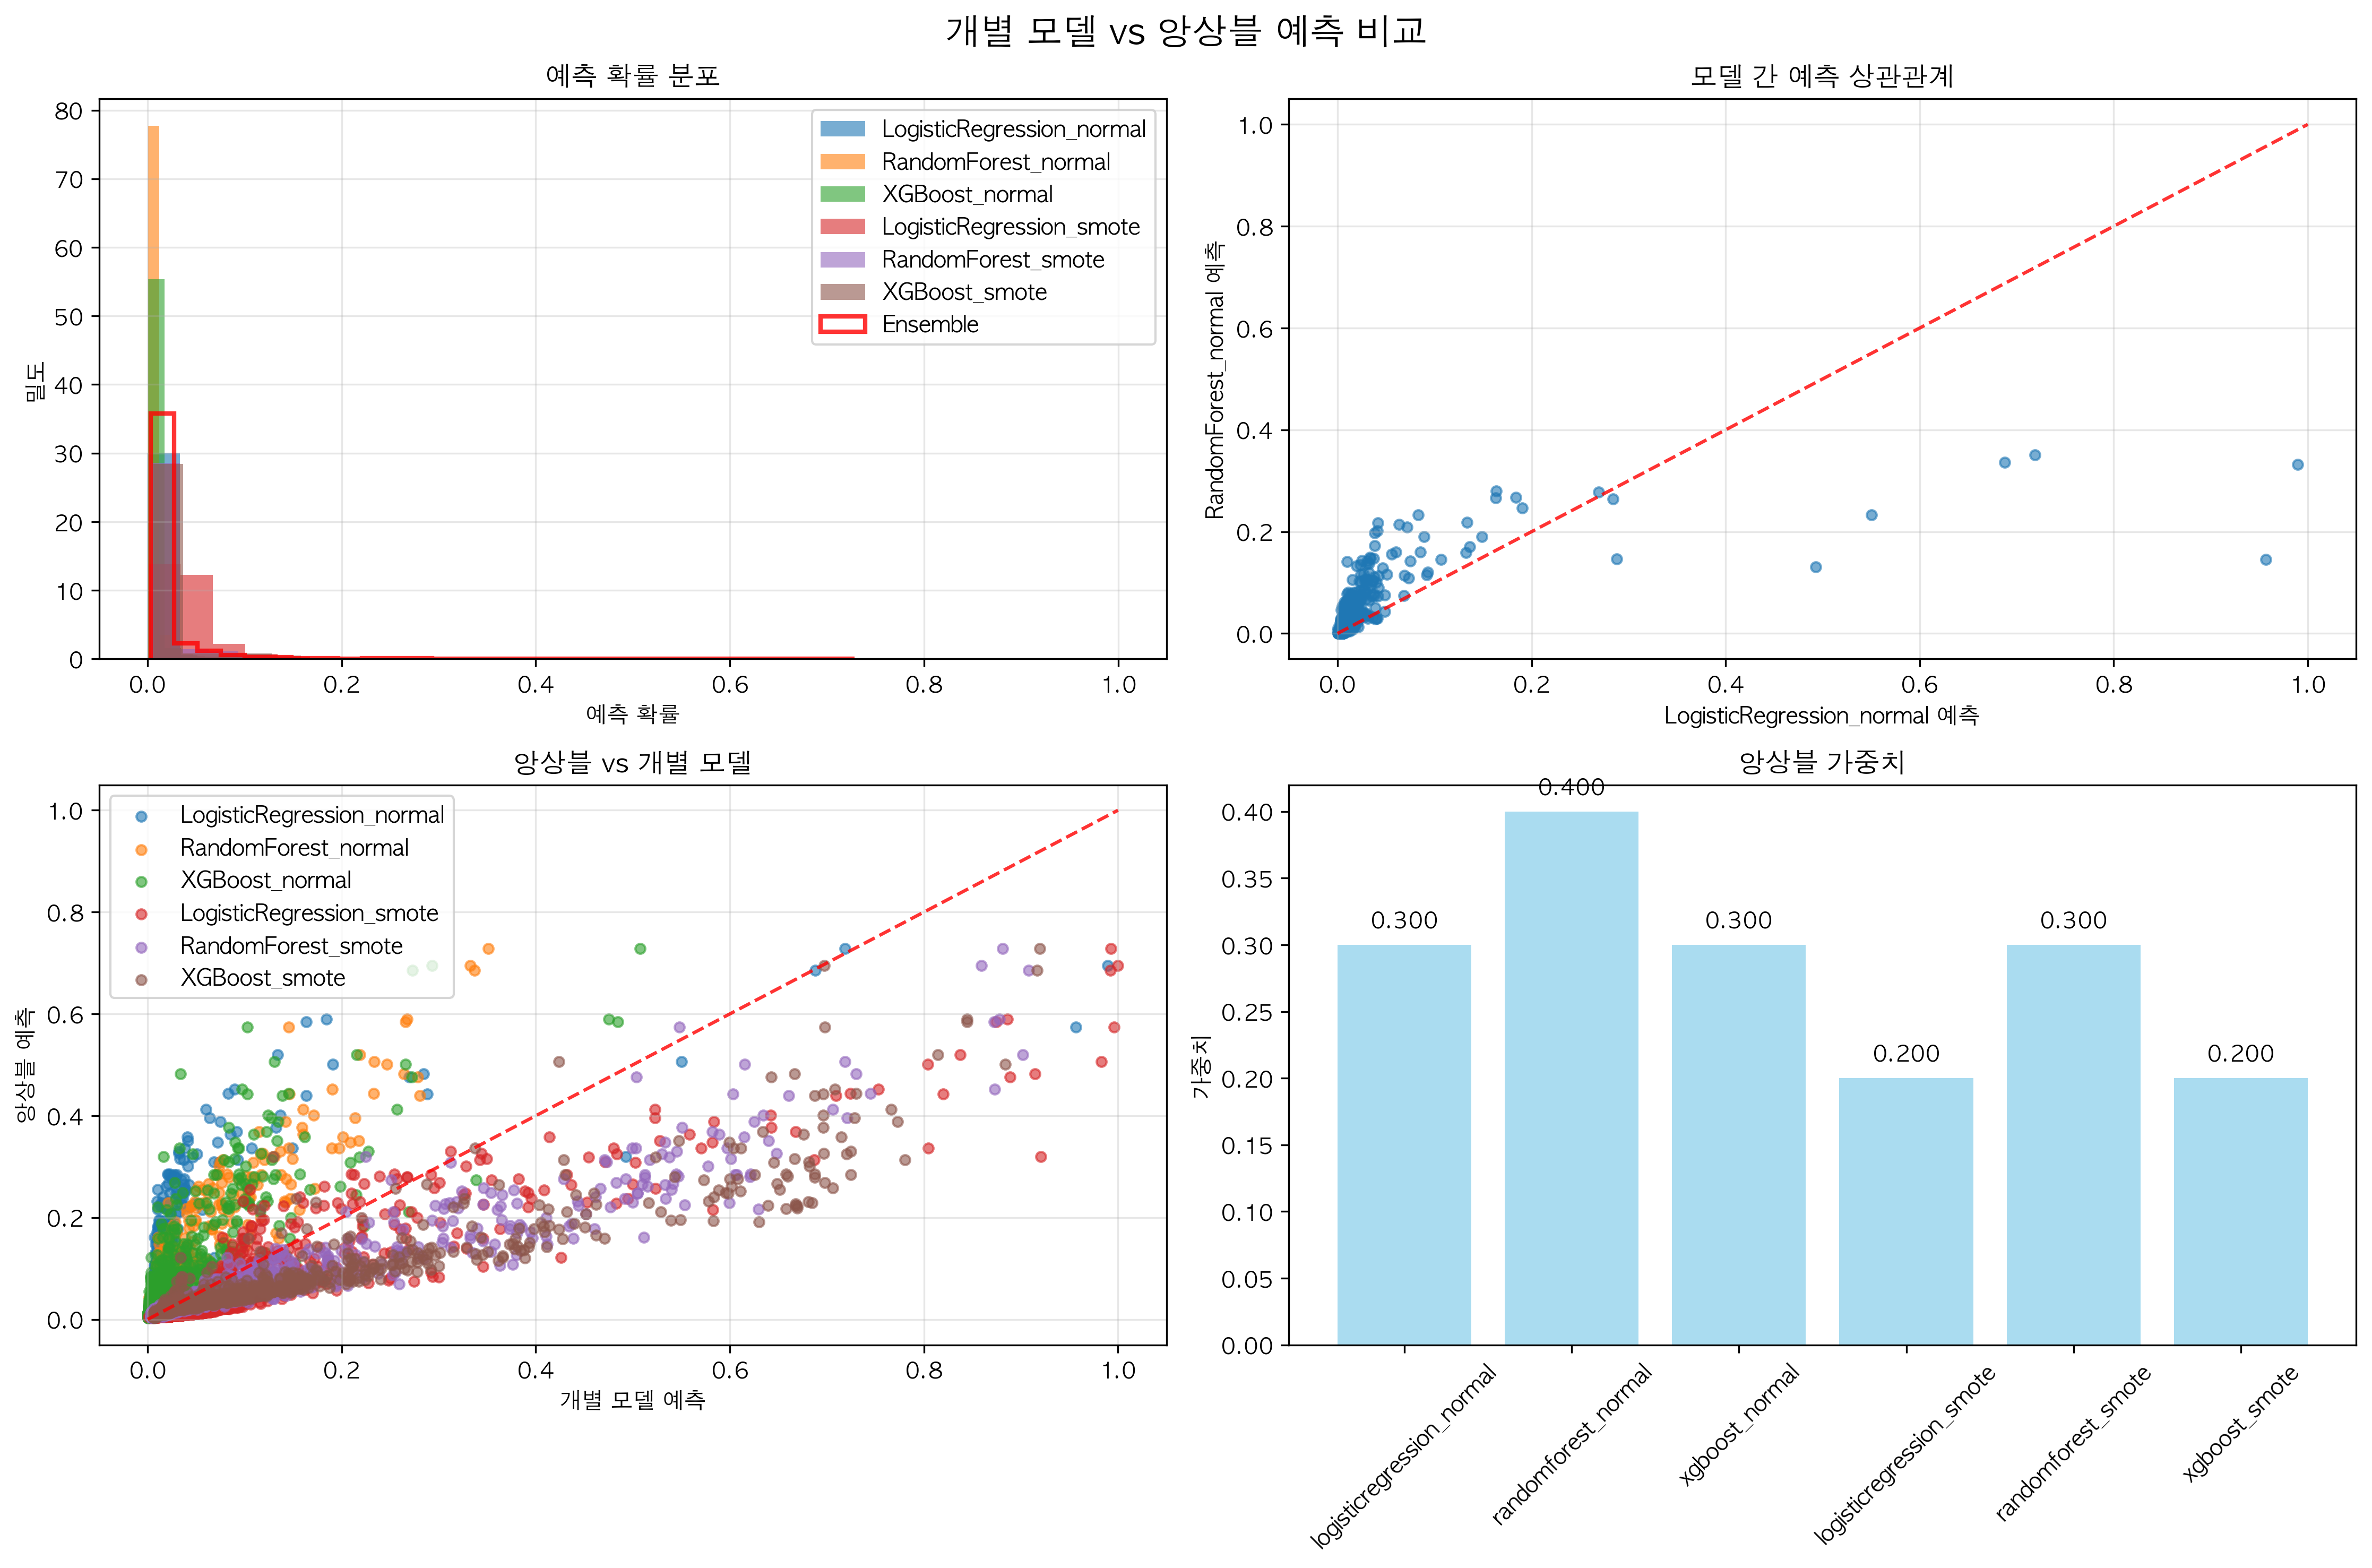 개별 모델 vs 앙상블 예측 비교
예측 확률 분포
80
70
60
50
40
30
20
10
0
밀도
LogisticRegression_normal
RandomForest_normal
XGBoost_normal
LogisticRegression_smote
RandomForest_smote
XGBoost_smote
Ensemble
0.0 0.2 0.4 0.6 0.8 1.0
예측 확률
모델 간 예측 상관관계
1.0
0.8
0.6
0.4
0.2
0.0
RandomForest_normal 예측
0.0 0.2 0.4 0.6 0.8 1.0
LogisticRegression_normal 예측
앙상블 vs 개별 모델
1.0
0.8
0.6
0.4
0.2
0.0
앙상블 예측
LogisticRegression_normal
RandomForest_normal
XGBoost_normal
LogisticRegression_smote
RandomForest_smote
XGBoost_smote
0.0 0.2 0.4 0.6 0.8 1.0
개별 모델 예측
앙상블 가중치
0.40
0.35
0.30
0.25
0.20
0.15
0.10
0.05
0.00
가중치
0.300
0.400
0.300
0.200
0.300
0.200
logisticregression_normal
randomforest_normal
xgboost_normal
logisticregression_smote
randomforest_smote
xgboost_smote